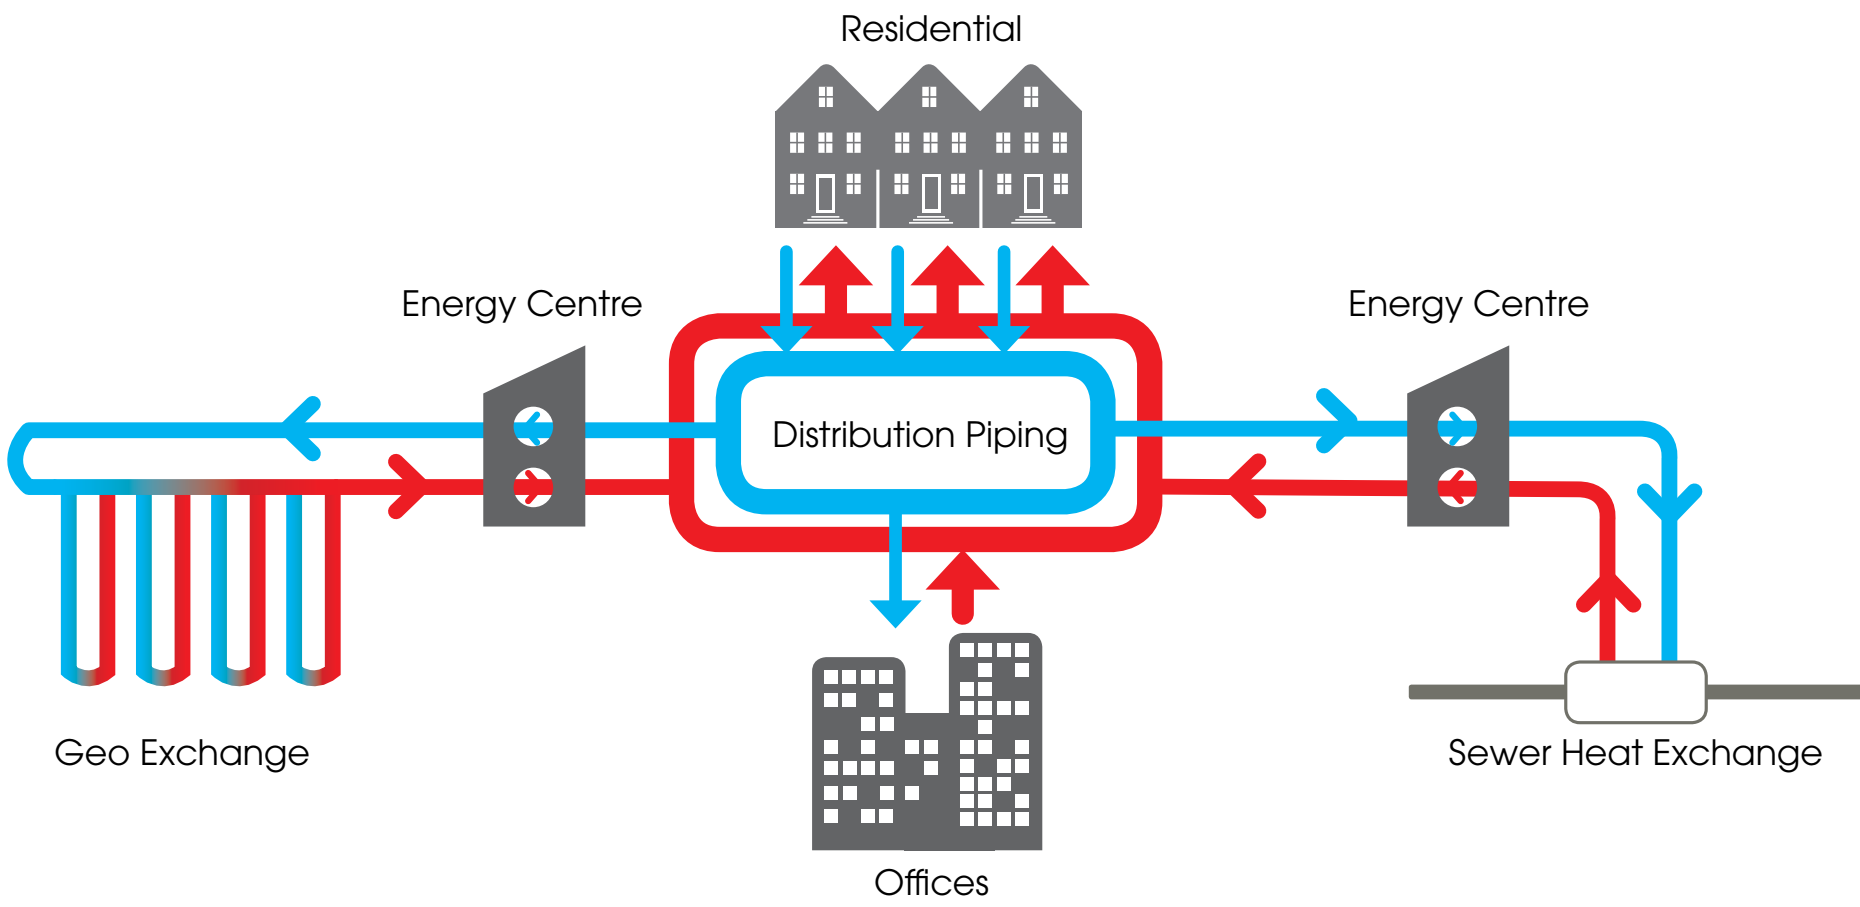 Residential
Energy Centre
Energy Centre
Distribution Piping
Geo Exchange
Sewer Heat Exchange
Offices